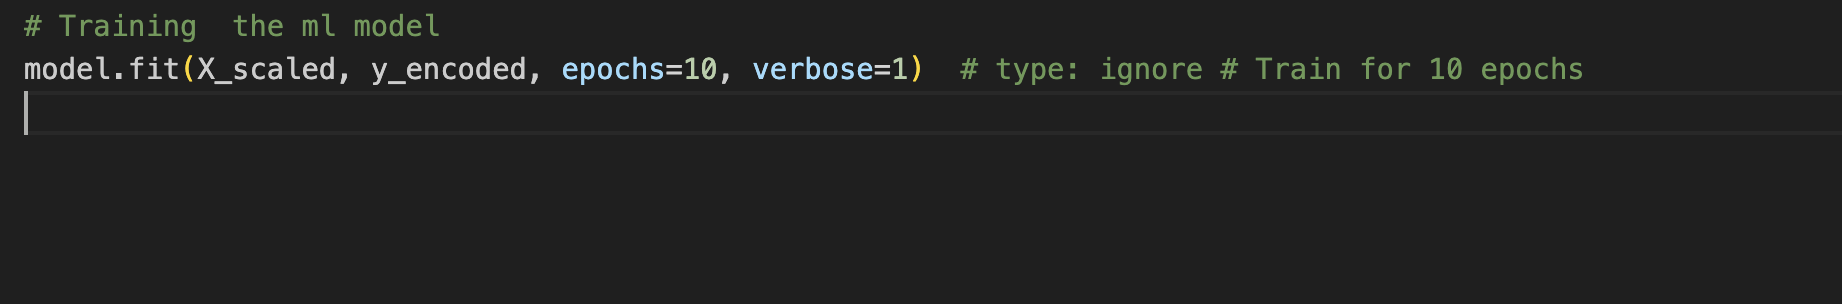 # Training  the ml model
model.fit(X_scaled, y_encoded, epochs=10, verbose=1)  # type: ignore # Train for 10 epochs